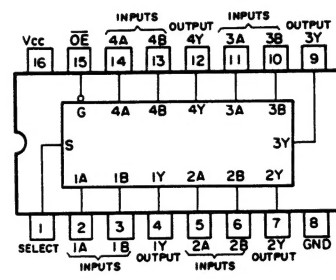 INPUTS OUTPUT INPUTS OUTPUT
Vcc OE 4A 4B 4Y 3A 3B 3Y
16 15 14 13 12 11 10 9
G 4A 4B 4Y 3A 3B
S 3Y
1A 1B 1Y 2A 2B 2Y
1 2 3 4 5 6 7 8
SELECT 1A 1B 1Y 2A 2B 2Y GND
INPUTS OUTPUT INPUTS OUTPUT